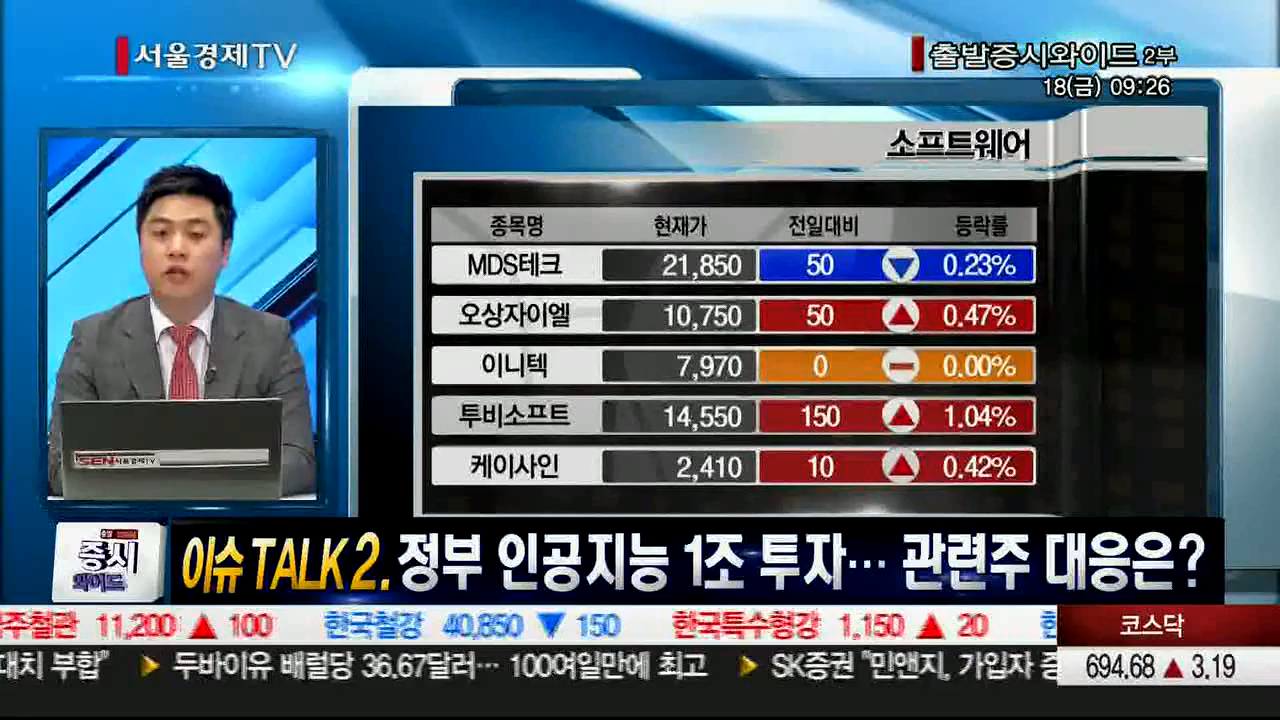 서울경제TV
출발증시와이드 2부
18(금) 09:26
소프트웨어
종목명 현재가 전일대비 등락률
MDS테크 21,850 50 ▼ 0.23%
오상자이엘 10,750 50 ▲ 0.47%
이니텍 7,970 0 − 0.00%
투비소프트 14,550 150 ▲ 1.04%
케이사인 2,410 10 ▲ 0.42%
SEN서울경제TV
증시
와이드
이슈 TALK 2. 정부 인공지능 1조 투자… 관련주 대응은?
주철관 11,200 ▲ 100 한국철강 40,850 ▼ 150 한국특수형강 1,150 ▲ 20
코스닥
대치 부합" ▶ 두바이유 배럴당 36.67달러… 100여일만에 최고 ▶ SK증권 "민앤지, 가입자
694.68 ▲ 3.19